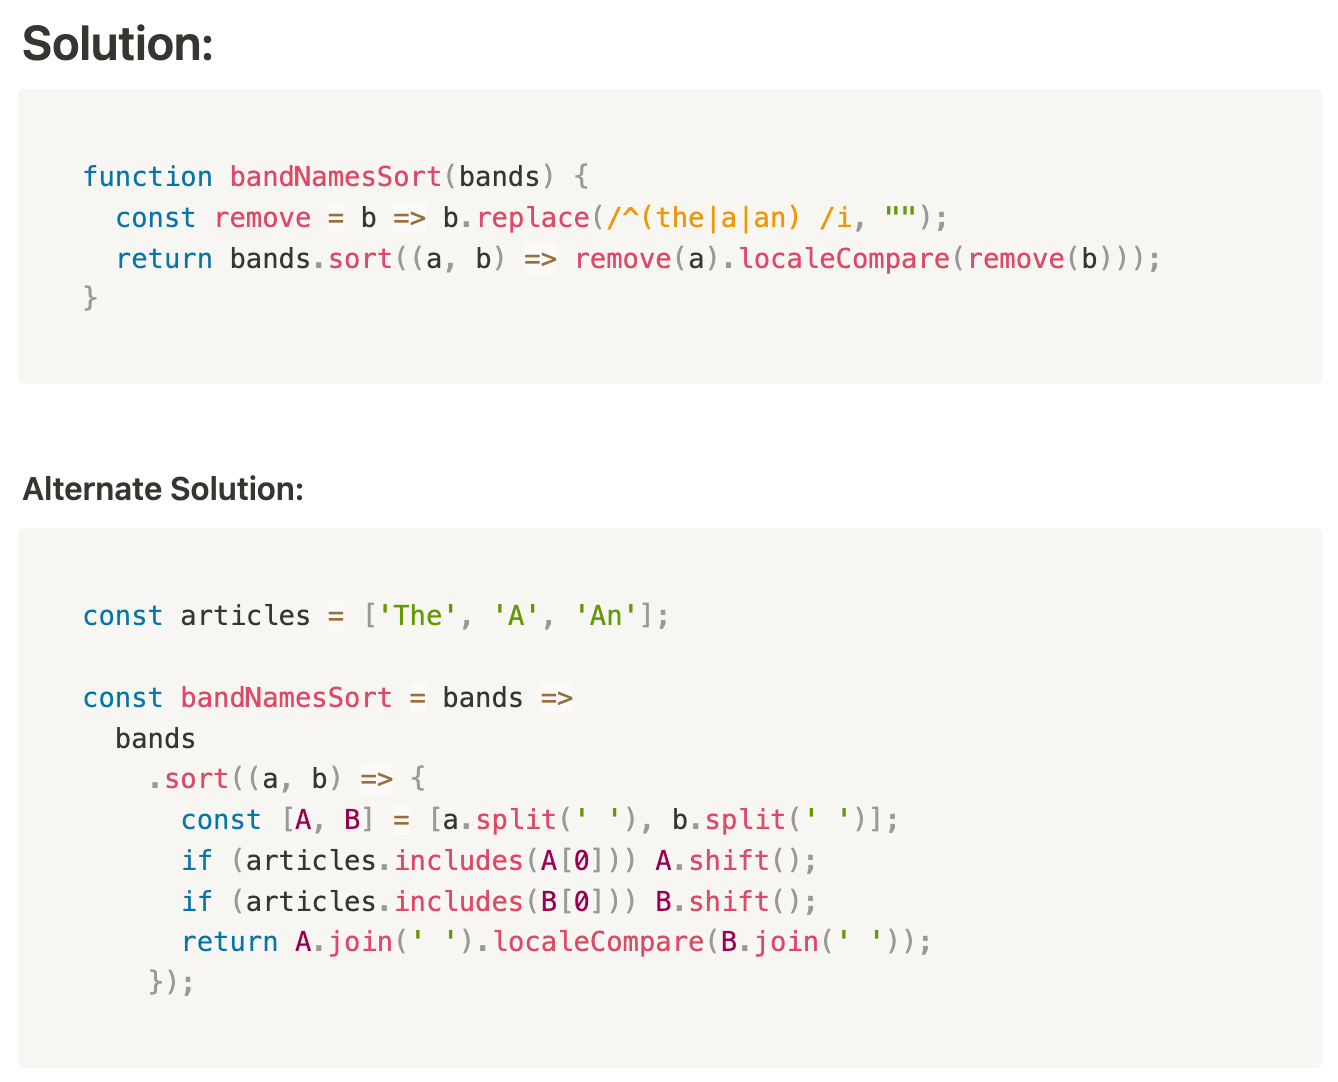 Solution:
function bandNamesSort(bands) {
  const remove = b => b.replace(/^(the|a|an) /i, "");
  return bands.sort((a, b) => remove(a).localeCompare(remove(b)));
}
Alternate Solution:
const articles = ['The', 'A', 'An'];
const bandNamesSort = bands =>
  bands
    .sort((a, b) => {
      const [A, B] = [a.split(' '), b.split(' ')];
      if (articles.includes(A[0])) A.shift();
      if (articles.includes(B[0])) B.shift();
      return A.join(' ').localeCompare(B.join(' '));
    });